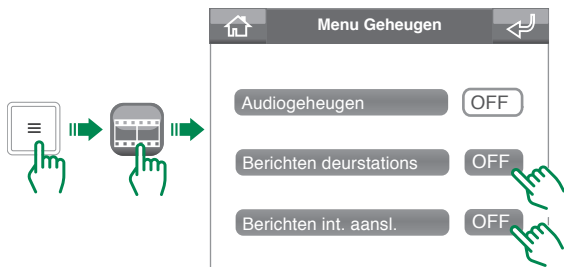 Menu Geheugen
Audiogeheugen OFF
Berichten deurstations OFF
Berichten int. aansl. OFF